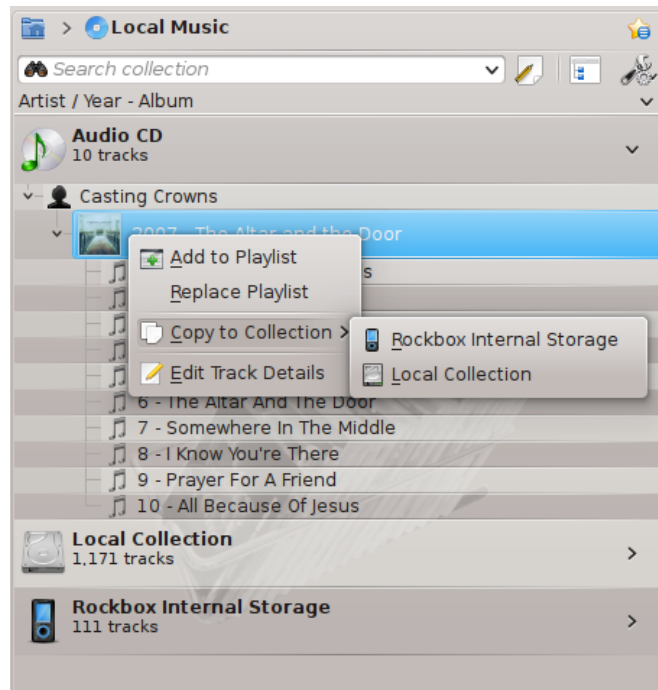 > Local Music
Search collection
Artist / Year - Album
Audio CD
10 tracks
Casting Crowns
2007 - The Altar and the Door
Add to Playlist
s
Replace Playlist
Copy to Collection >
Rockbox Internal Storage
Edit Track Details
Local Collection
6 - The Altar And The Door
7 - Somewhere In The Middle
8 - I Know You're There
9 - Prayer For A Friend
10 - All Because Of Jesus
Local Collection
1,171 tracks
Rockbox Internal Storage
111 tracks